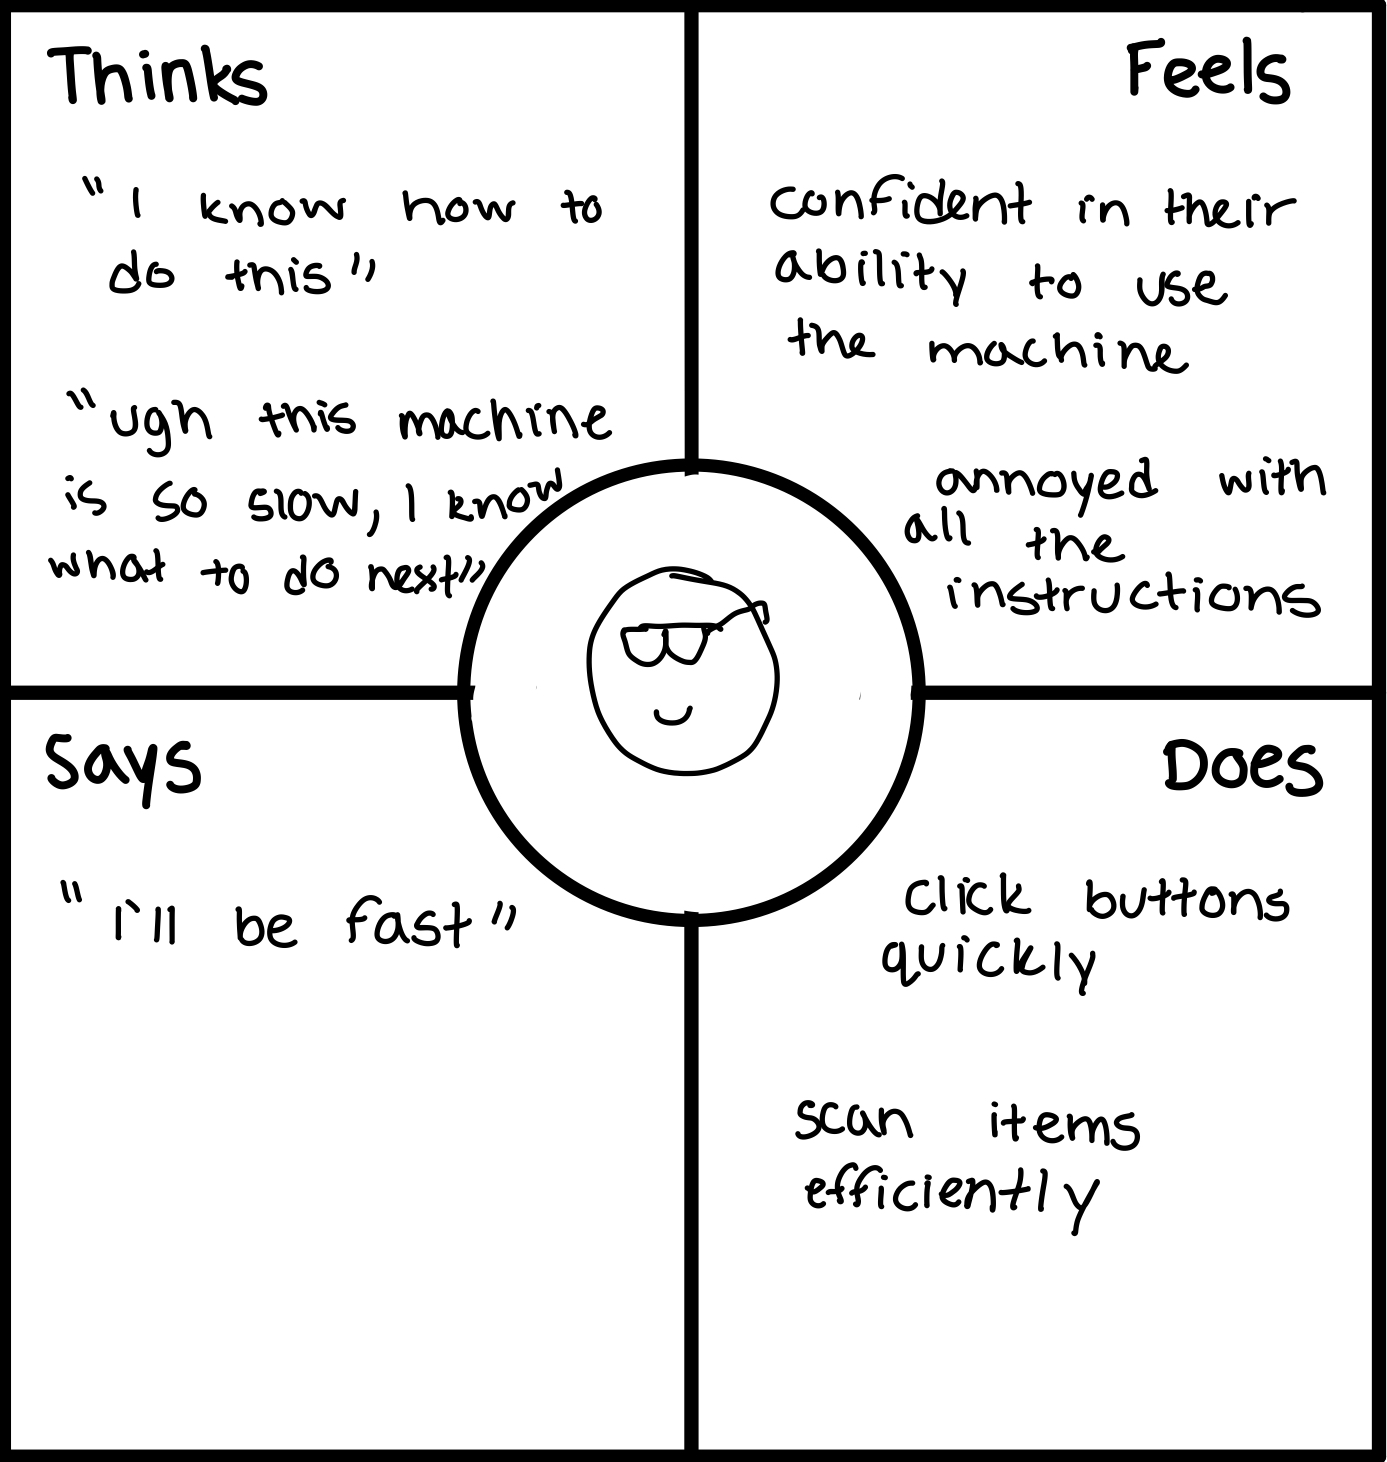 Thinks
"I know how to
do this"
"ugh this machine
is so slow, I know
what to do next"
Feels
confident in their
ability to use
the machine
annoyed with
all the
instructions
Says
"I'll be fast"
Does
click buttons
quickly
scan items
efficiently